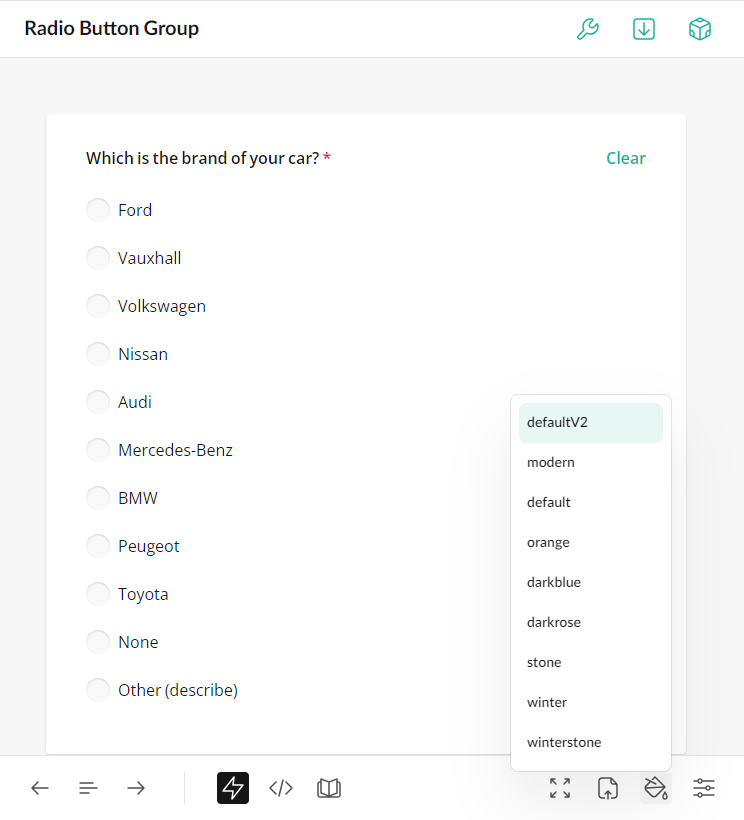 Radio Button Group
Which is the brand of your car? *
Clear
Ford
Vauxhall
Volkswagen
Nissan
Audi
Mercedes-Benz
BMW
Peugeot
Toyota
None
Other (describe)
defaultV2
modern
default
orange
darkblue
darkrose
stone
winter
winterstone